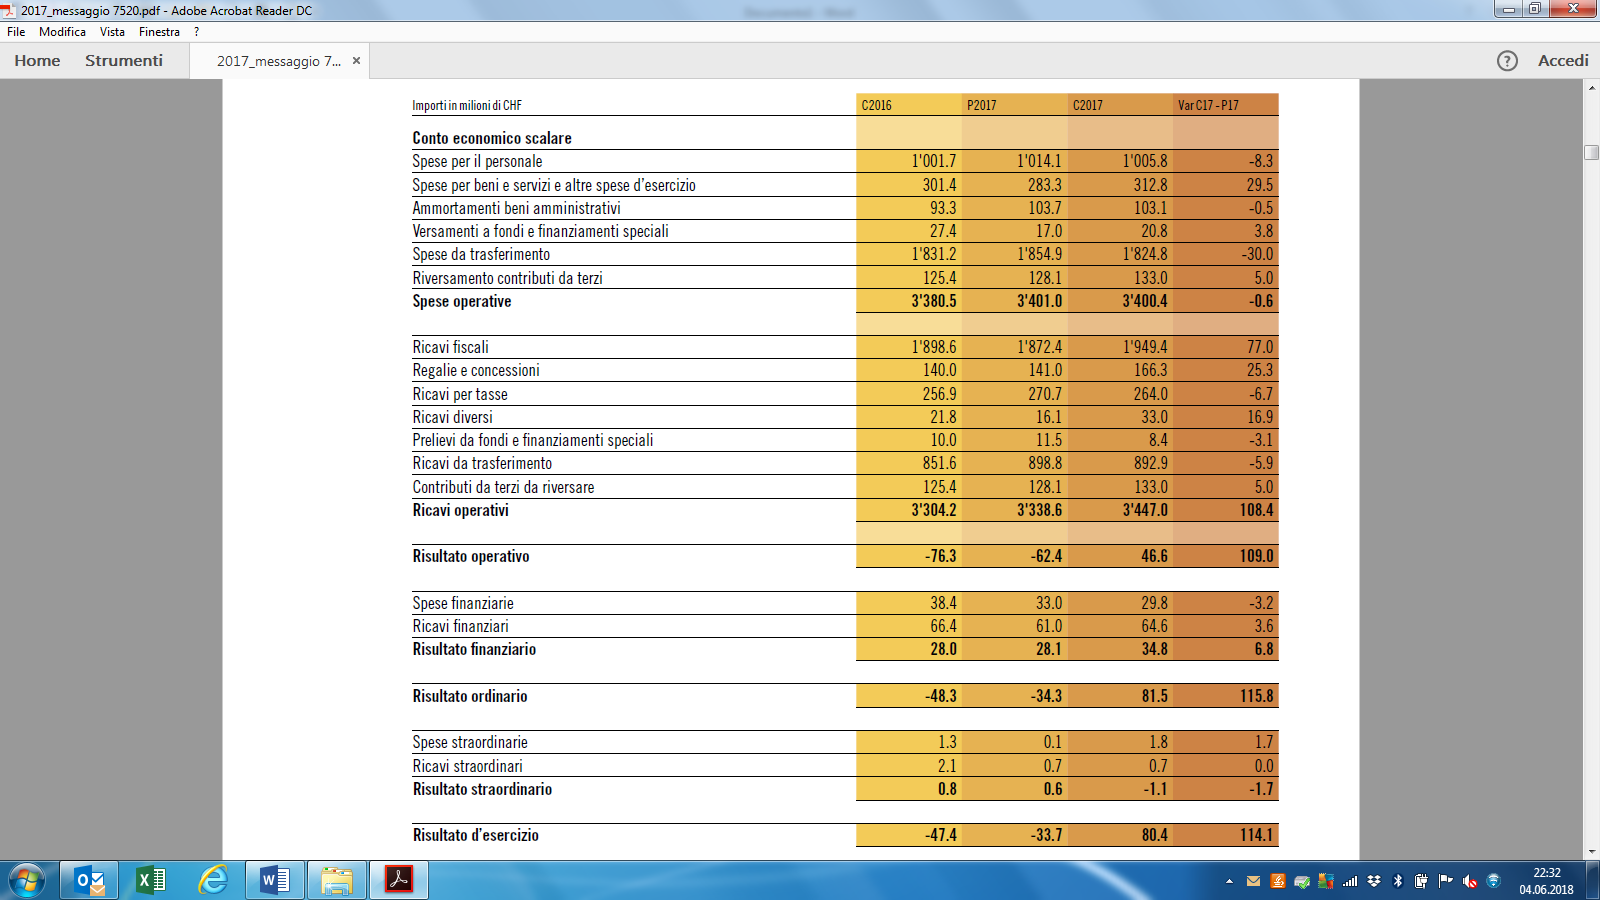 2017_messaggio 7520.pdf - Adobe Acrobat Reader DC
File Modifica Vista Finestra ?
Home Strumenti 2017_messaggio 7... × ? Accedi
Importi in milioni di CHF C2016 P2017 C2017 Var C17 - P17
Conto economico scalare
Spese per il personale 1'001.7 1'014.1 1'005.8 -8.3
Spese per beni e servizi e altre spese d'esercizio 301.4 283.3 312.8 29.5
Ammortamenti beni amministrativi 93.3 103.7 103.1 -0.5
Versamenti a fondi e finanziamenti speciali 27.4 17.0 20.8 3.8
Spese da trasferimento 1'831.2 1'854.9 1'824.8 -30.0
Riversamento contributi da terzi 125.4 128.1 133.0 5.0
Spese operative 3'380.5 3'401.0 3'400.4 -0.6
Ricavi fiscali 1'898.6 1'872.4 1'949.4 77.0
Regalie e concessioni 140.0 141.0 166.3 25.3
Ricavi per tasse 256.9 270.7 264.0 -6.7
Ricavi diversi 21.8 16.1 33.0 16.9
Prelievi da fondi e finanziamenti speciali 10.0 11.5 8.4 -3.1
Ricavi da trasferimento 851.6 898.8 892.9 -5.9
Contributi da terzi da riversare 125.4 128.1 133.0 5.0
Ricavi operativi 3'304.2 3'338.6 3'447.0 108.4
Risultato operativo -76.3 -62.4 46.6 109.0
Spese finanziarie 38.4 33.0 29.8 -3.2
Ricavi finanziari 66.4 61.0 64.6 3.6
Risultato finanziario 28.0 28.1 34.8 6.8
Risultato ordinario -48.3 -34.3 81.5 115.8
Spese straordinarie 1.3 0.1 1.8 1.7
Ricavi straordinari 2.1 0.7 0.7 0.0
Risultato straordinario 0.8 0.6 -1.1 -1.7
Risultato d'esercizio -47.4 -33.7 80.4 114.1
22:32
04.06.2018